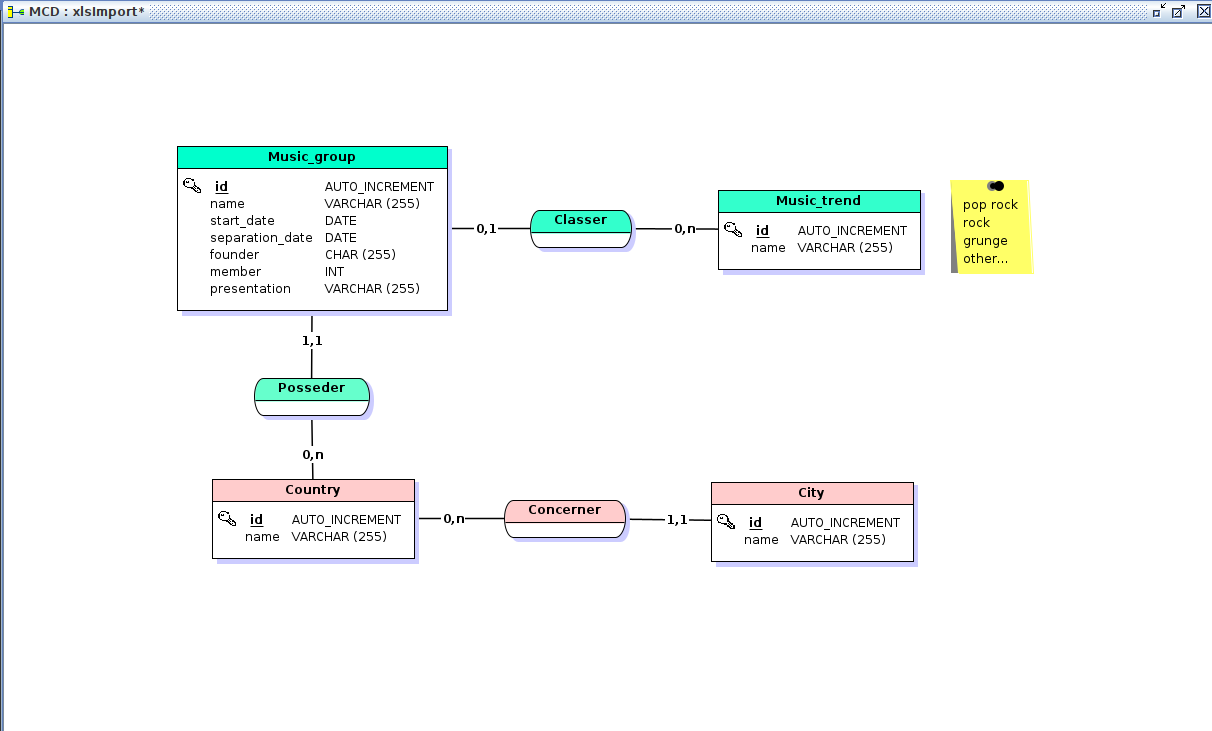 MCD : xlsImport*
Music_group
id AUTO_INCREMENT
name VARCHAR (255)
start_date DATE
separation_date DATE
founder CHAR (255)
member INT
presentation VARCHAR (255)
0,1
Classer
0,n
Music_trend
id AUTO_INCREMENT
name VARCHAR (255)
pop rock
rock
grunge
other...
1,1
Posseder
0,n
Country
id AUTO_INCREMENT
name VARCHAR (255)
0,n
Concerner
1,1
City
id AUTO_INCREMENT
name VARCHAR (255)